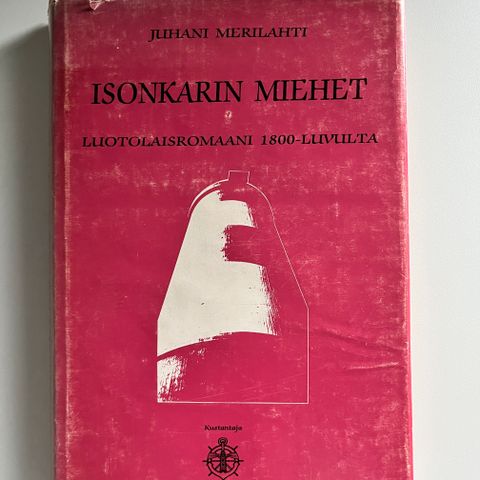 JUHANI MERILAHTI
ISONKARIN MIEHET
LUOTOLAISROMAANI 1800-LUVULTA
Kustantaja